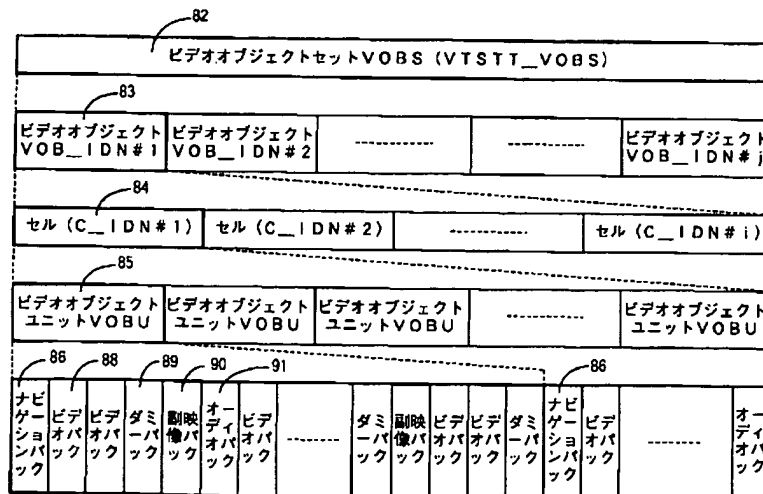 82
ビデオオブジェクトセットVOBS (VTSTT__VOBS)
83
ビデオオブジェクト
VOB__IDN#1
ビデオオブジェクト
VOB__IDN#2
ビデオオブジェクト
VOB__IDN#j
84
セル (C__IDN#1)
セル (C__IDN#2)
セル (C__IDN#i)
85
ビデオオブジェクト
ユニットVOBU
ビデオオブジェクト
ユニットVOBU
ビデオオブジェクト
ユニットVOBU
ビデオオブジェクト
ユニットVOBU
86
88
89
90
91
86
ナビゲーションパック
ビデオパック
ビデオパック
ダミーパック
副映像パック
オーディオパック
ビデオパック
ダミーパック
副映像パック
ビデオパック
ビデオパック
ダミーパック
ナビゲーションパック
ビデオパック
オーディオパック